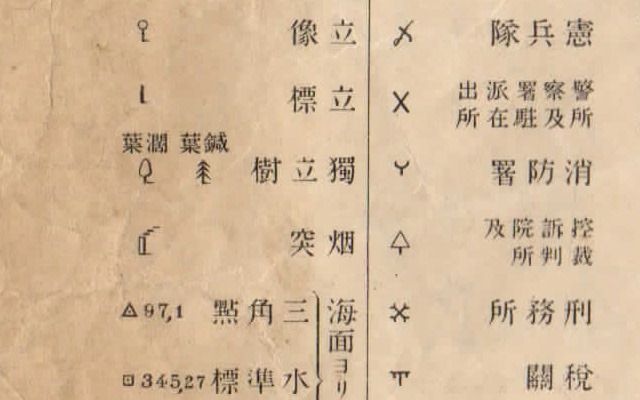 憲兵隊
警察署派出
所及駐在所
消防署
控訴院及
裁判所
刑務所
税關
立像
立標
獨立樹
鍼葉 濶葉
烟突
海面ヨリ
三角點 97,1
水準標 345,27